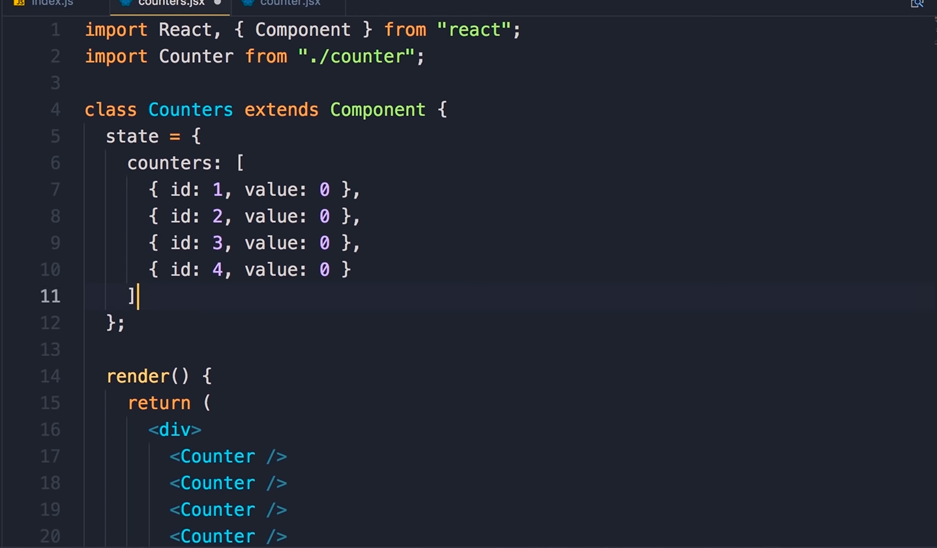 index.js counters.jsx counter.jsx
1 import React, { Component } from "react";
2 import Counter from "./counter";
3
4 class Counters extends Component {
5 state = {
6 counters: [
7 { id: 1, value: 0 },
8 { id: 2, value: 0 },
9 { id: 3, value: 0 },
10 { id: 4, value: 0 }
11 ]
12 };
13
14 render() {
15 return (
16 <div>
17 <Counter />
18 <Counter />
19 <Counter />
20 <Counter />